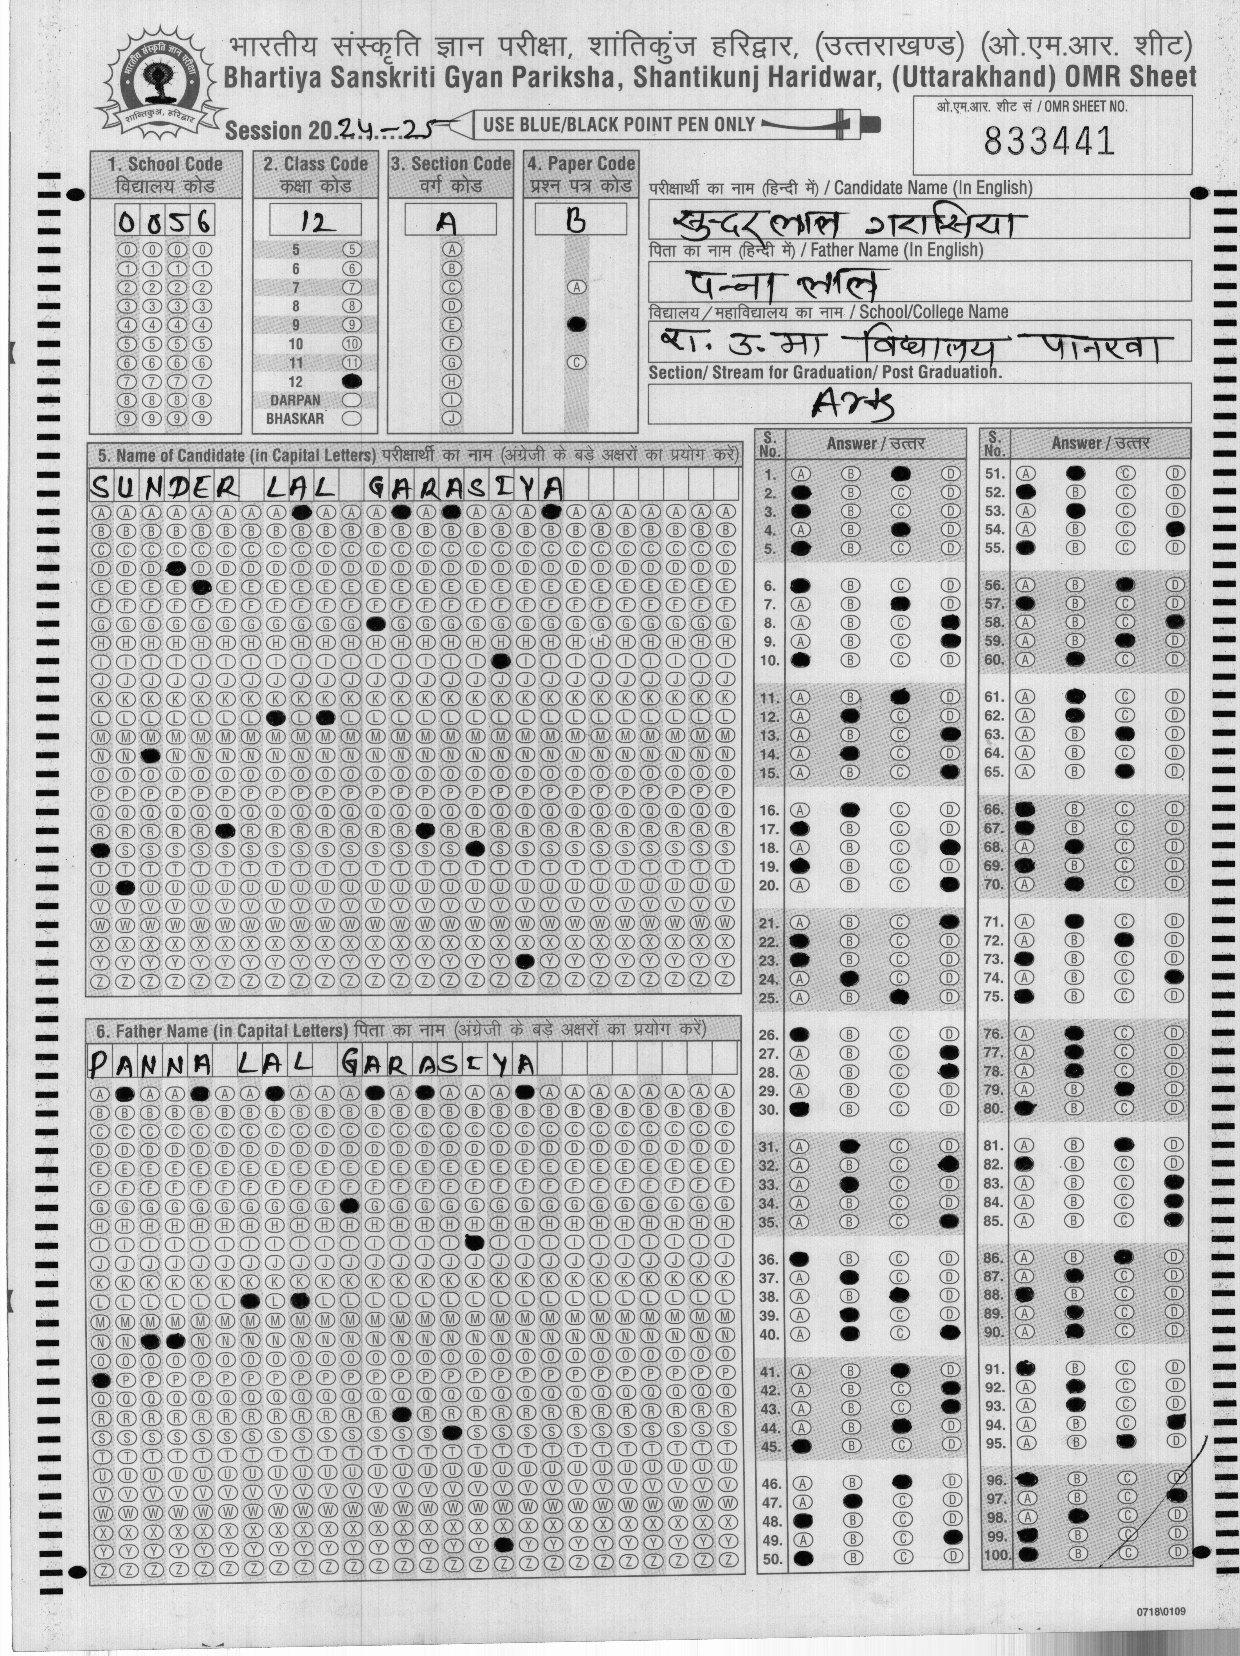 भारतीय संस्कृति ज्ञान परीक्षा, शांतिकुंज हरिद्वार, (उत्तराखण्ड) (ओ.एम.आर. शीट)
Bhartiya Sanskriti Gyan Pariksha, Shantikunj Haridwar, (Uttarakhand) OMR Sheet
Session 2024-25
USE BLUE/BLACK POINT PEN ONLY
ओ.एम.आर. शीट सं / OMR SHEET NO.
833441
1. School Code
विद्यालय कोड
0056
2. Class Code
कक्षा कोड
12
5
6
7
8
9
10
11
12
DARPAN
BHASKAR
3. Section Code
वर्ग कोड
A
4. Paper Code
प्रश्न पत्र कोड
B
परीक्षार्थी का नाम (हिन्दी में) / Candidate Name (In English)
सुन्दर लाल गरासिया
पिता का नाम (हिन्दी में) / Father Name (In English)
पन्ना लाल
विद्यालय/महाविद्यालय का नाम / School/College Name
रा. उ. मा विद्यालय पानरवा
Section/ Stream for Graduation/ Post Graduation.
Arts
5. Name of Candidate (in Capital Letters) परीक्षार्थी का नाम (अंग्रेजी के बड़े अक्षरों का प्रयोग करें)
SUNDER LAL GARASIYA
6. Father Name (in Capital Letters) पिता का नाम (अंग्रेजी के बड़े अक्षरों का प्रयोग करें)
PANNA LAL GARASIYA
S. No. Answer / उत्तर
S. No. Answer / उत्तर
0718\0109